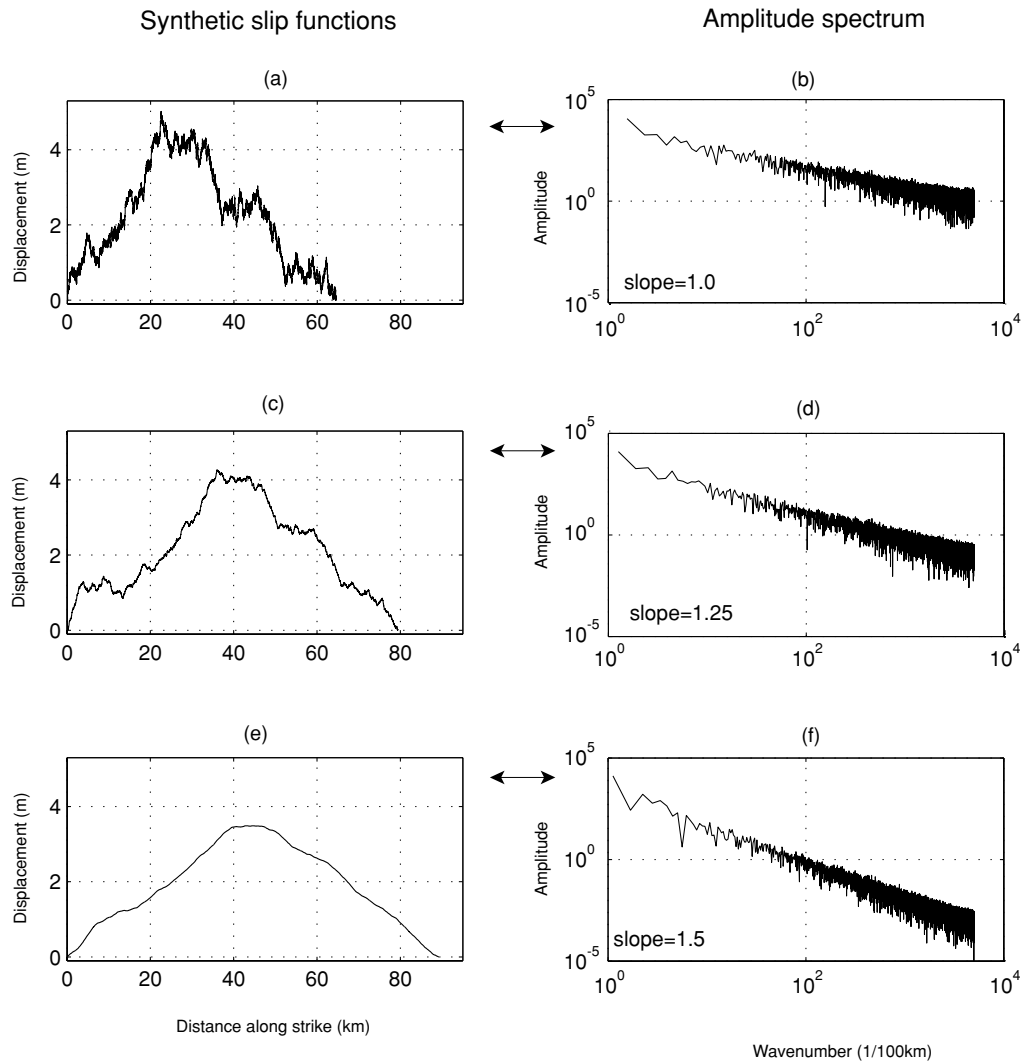 Synthetic slip functions
Amplitude spectrum
(a)
Displacement (m)
4
2
0
0 20 40 60 80
(b)
Amplitude
10^5
10^0
10^-5
slope=1.0
10^0 10^2 10^4
(c)
Displacement (m)
4
2
0
0 20 40 60 80
(d)
Amplitude
10^5
10^0
10^-5
slope=1.25
10^0 10^2 10^4
(e)
Displacement (m)
4
2
0
0 20 40 60 80
Distance along strike (km)
(f)
Amplitude
10^5
10^0
10^-5
slope=1.5
10^0 10^2 10^4
Wavenumber (1/100km)